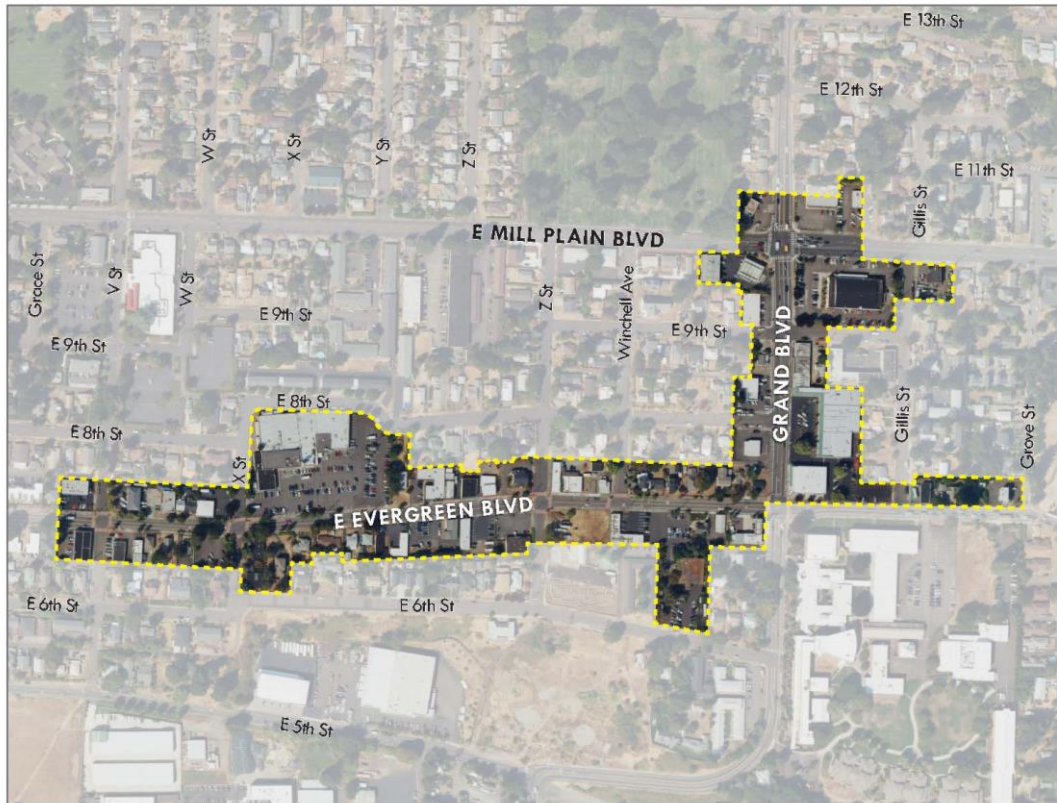 E 13th St
E 12th St
W St
X St
Y St
Z St
E 11th St
Gillis St
E MILL PLAIN BLVD
Grace St
V St
W St
Z St
Winchell Ave
E 9th St
E 9th St
E 9th St
GRAND BLVD
E 8th St
E 8th St
Gillis St
Grove St
X St
E EVERGREEN BLVD
E 6th St
E 6th St
E 5th St